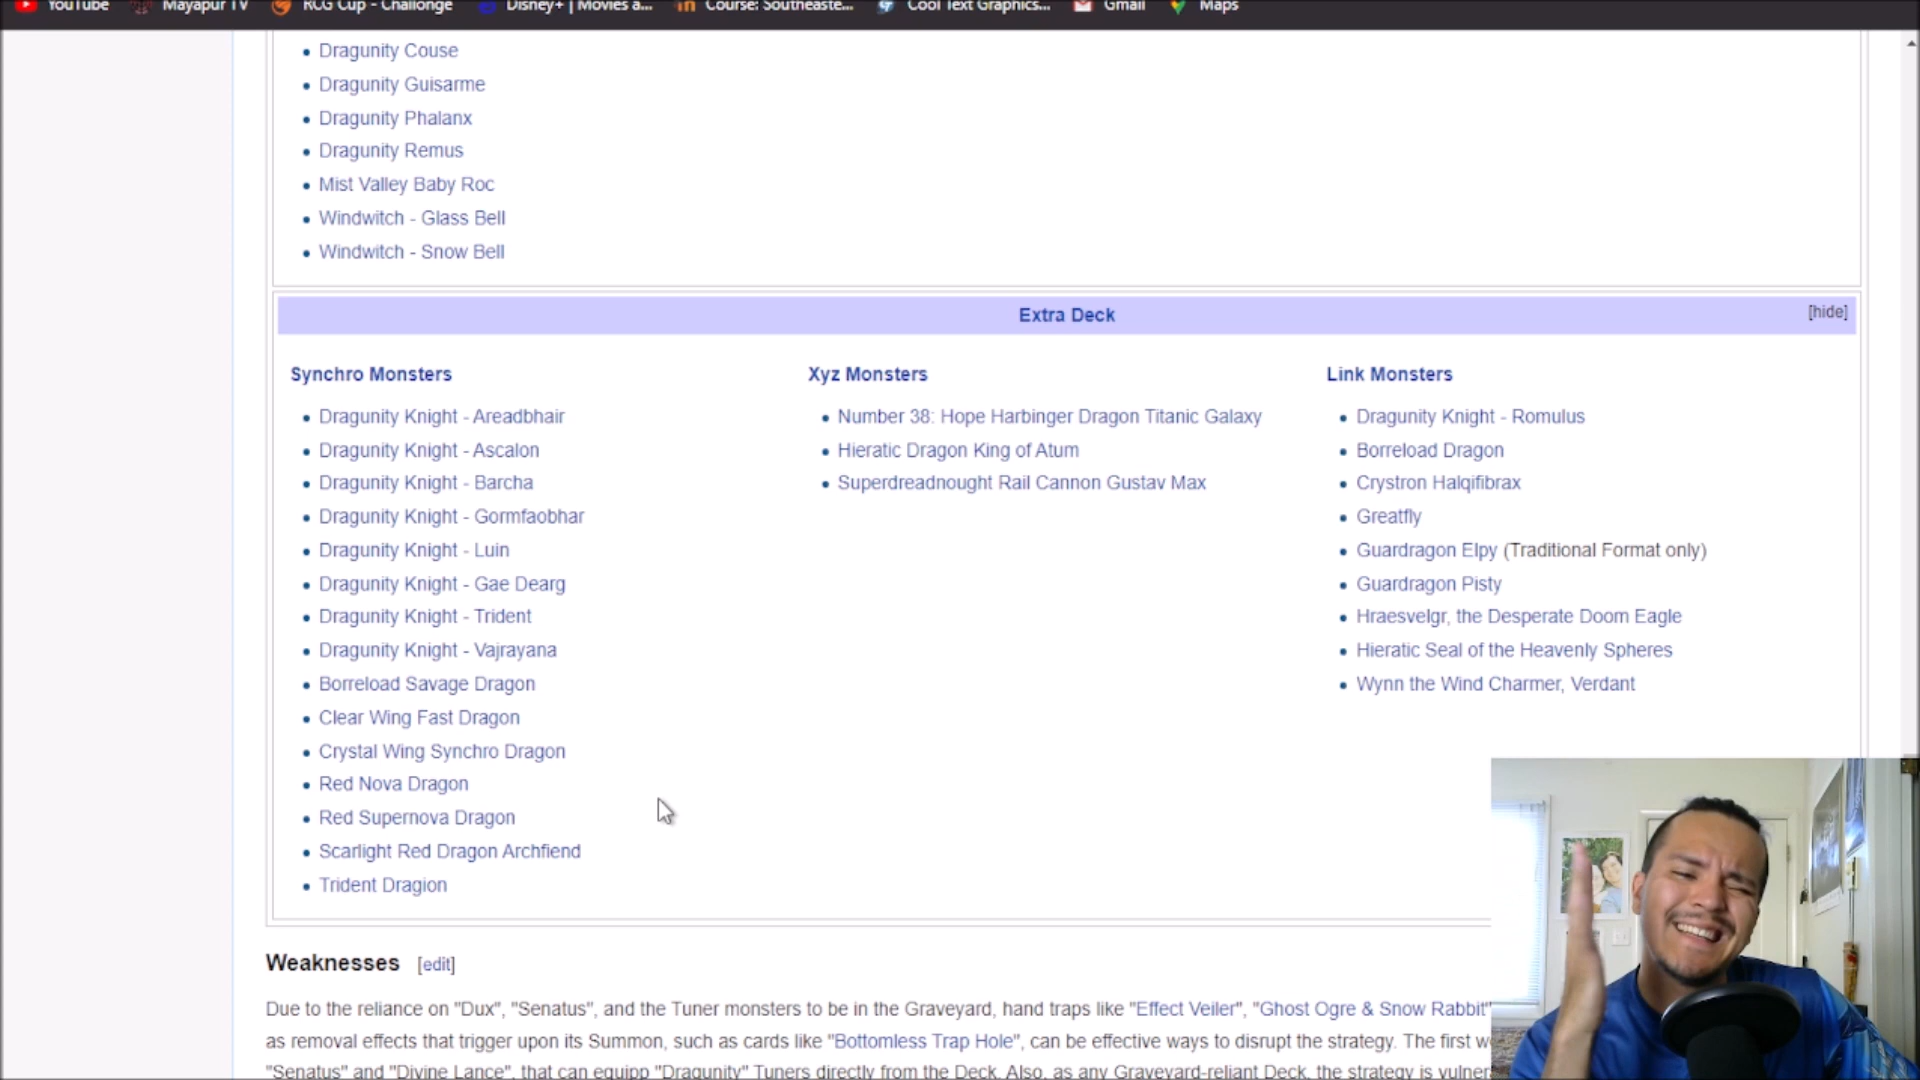 YouTube Mayapur TV RCG Cup - Challonge Disney+ | Movies a... Course: Southeaste... Cool Text Graphics... Gmail Maps
Dragunity Couse
Dragunity Guisarme
Dragunity Phalanx
Dragunity Remus
Mist Valley Baby Roc
Windwitch - Glass Bell
Windwitch - Snow Bell
Extra Deck [hide]
Synchro Monsters
Dragunity Knight - Areadbhair
Dragunity Knight - Ascalon
Dragunity Knight - Barcha
Dragunity Knight - Gormfaobhar
Dragunity Knight - Luin
Dragunity Knight - Gae Dearg
Dragunity Knight - Trident
Dragunity Knight - Vajrayana
Borreload Savage Dragon
Clear Wing Fast Dragon
Crystal Wing Synchro Dragon
Red Nova Dragon
Red Supernova Dragon
Scarlight Red Dragon Archfiend
Trident Dragion
Xyz Monsters
Number 38: Hope Harbinger Dragon Titanic Galaxy
Hieratic Dragon King of Atum
Superdreadnought Rail Cannon Gustav Max
Link Monsters
Dragunity Knight - Romulus
Borreload Dragon
Crystron Halqifibrax
Greatfly
Guardragon Elpy (Traditional Format only)
Guardragon Pisty
Hraesvelgr, the Desperate Doom Eagle
Hieratic Seal of the Heavenly Spheres
Wynn the Wind Charmer, Verdant
Weaknesses [edit]
Due to the reliance on "Dux", "Senatus", and the Tuner monsters to be in the Graveyard, hand traps like "Effect Veiler", "Ghost Ogre & Snow Rabbit"
as removal effects that trigger upon its Summon, such as cards like "Bottomless Trap Hole", can be effective ways to disrupt the strategy. The first
"Senatus" and "Divine Lance", that can equipp "Dragunity" Tuners directly from the Deck. Also, as any Graveyard-reliant Deck, the strategy is